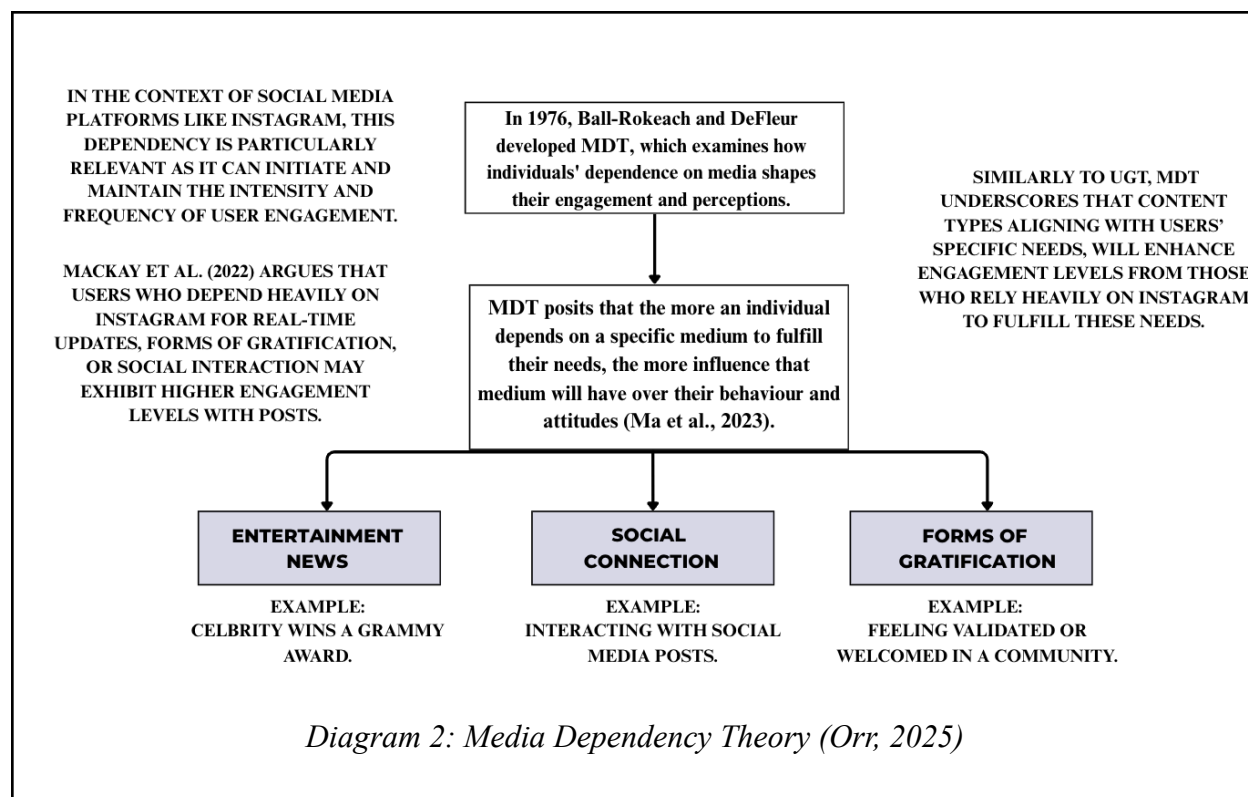 IN THE CONTEXT OF SOCIAL MEDIA
PLATFORMS LIKE INSTAGRAM, THIS
DEPENDENCY IS PARTICULARLY
RELEVANT AS IT CAN INITIATE AND
MAINTAIN THE INTENSITY AND
FREQUENCY OF USER ENGAGEMENT.
MACKAY ET AL. (2022) ARGUES THAT
USERS WHO DEPEND HEAVILY ON
INSTAGRAM FOR REAL-TIME
UPDATES, FORMS OF GRATIFICATION,
OR SOCIAL INTERACTION MAY
EXHIBIT HIGHER ENGAGEMENT
LEVELS WITH POSTS.
In 1976, Ball-Rokeach and DeFleur
developed MDT, which examines how
individuals' dependence on media shapes
their engagement and perceptions.
MDT posits that the more an individual
depends on a specific medium to fulfill
their needs, the more influence that
medium will have over their behaviour and
attitudes (Ma et al., 2023).
SIMILARLY TO UGT, MDT
UNDERSCORES THAT CONTENT
TYPES ALIGNING WITH USERS’
SPECIFIC NEEDS, WILL ENHANCE
ENGAGEMENT LEVELS FROM THOSE
WHO RELY HEAVILY ON INSTAGRAM
TO FULFILL THESE NEEDS.
ENTERTAINMENT
NEWS
EXAMPLE:
CELBRITY WINS A GRAMMY
AWARD.
SOCIAL
CONNECTION
EXAMPLE:
INTERACTING WITH SOCIAL
MEDIA POSTS.
FORMS OF
GRATIFICATION
EXAMPLE:
FEELING VALIDATED OR
WELCOMED IN A COMMUNITY.
Diagram 2: Media Dependency Theory (Orr, 2025)